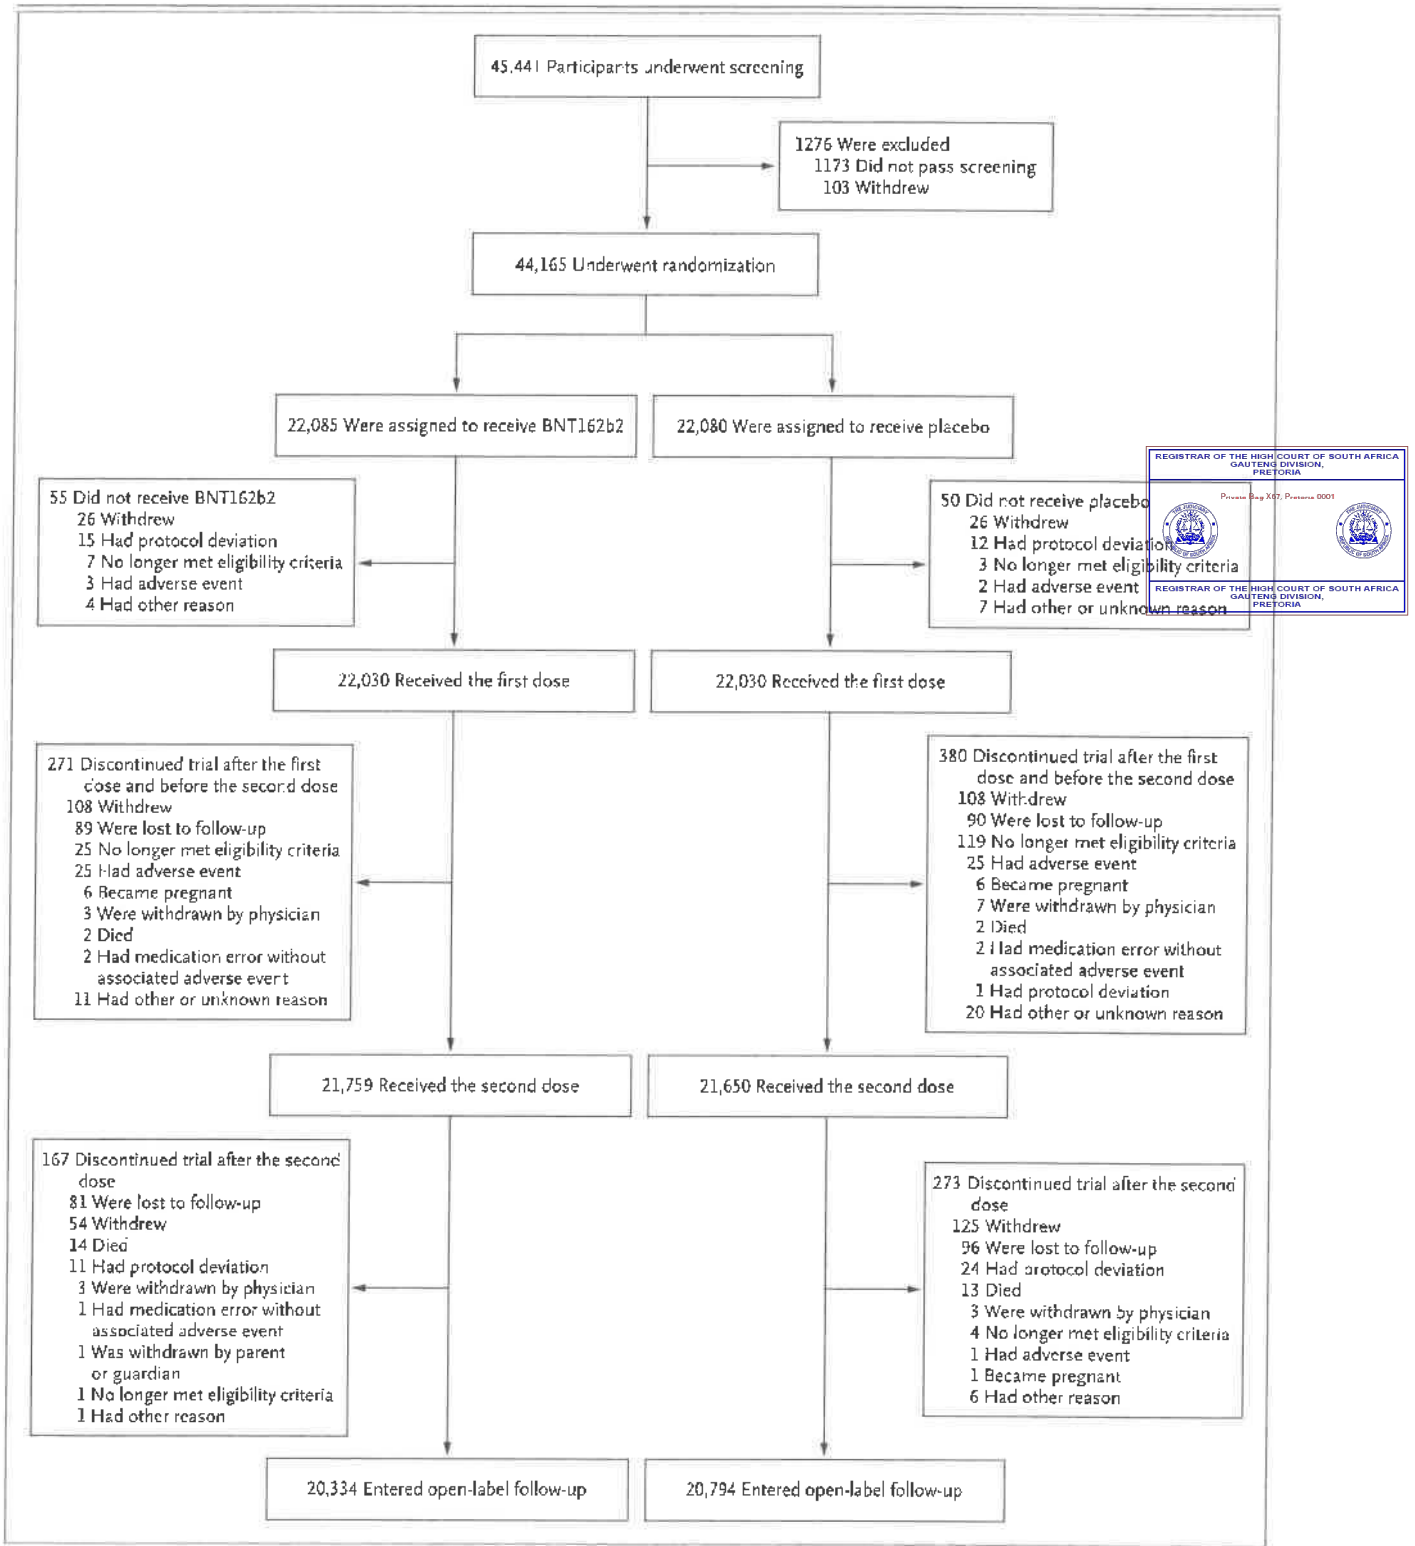 45,441 Participants underwent screening
1276 Were excluded
1173 Did not pass screening
103 Withdrew
44,165 Underwent randomization
22,085 Were assigned to receive BNT162b2
22,080 Were assigned to receive placebo
55 Did not receive BNT162b2
26 Withdrew
15 Had protocol deviation
7 No longer met eligibility criteria
3 Had adverse event
4 Had other reason
50 Did not receive placebo
26 Withdrew
12 Had protocol deviation
3 No longer met eligibility criteria
2 Had adverse event
7 Had other or unknown reason
REGISTRAR OF THE HIGH COURT OF SOUTH AFRICA
GAUTENG DIVISION,
PRETORIA
Private Bag X67, Pretoria 0001
THE JUDICIARY
REPUBLIC OF SOUTH AFRICA
THE JUDICIARY
REPUBLIC OF SOUTH AFRICA
REGISTRAR OF THE HIGH COURT OF SOUTH AFRICA
GAUTENG DIVISION,
PRETORIA
22,030 Received the first dose
22,030 Received the first dose
271 Discontinued trial after the first
dose and before the second dose
108 Withdrew
89 Were lost to follow-up
25 No longer met eligibility criteria
25 Had adverse event
6 Became pregnant
3 Were withdrawn by physician
2 Died
2 Had medication error without
associated adverse event
11 Had other or unknown reason
380 Discontinued trial after the first
dose and before the second dose
108 Withdrew
90 Were lost to follow-up
119 No longer met eligibility criteria
25 Had adverse event
6 Became pregnant
7 Were withdrawn by physician
2 Died
2 Had medication error without
associated adverse event
1 Had protocol deviation
20 Had other or unknown reason
21,759 Received the second dose
21,650 Received the second dose
167 Discontinued trial after the second
dose
81 Were lost to follow-up
54 Withdrew
14 Died
11 Had protocol deviation
3 Were withdrawn by physician
1 Had medication error without
associated adverse event
1 Was withdrawn by parent
or guardian
1 No longer met eligibility criteria
1 Had other reason
273 Discontinued trial after the second
dose
125 Withdrew
96 Were lost to follow-up
24 Had protocol deviation
13 Died
3 Were withdrawn by physician
4 No longer met eligibility criteria
1 Had adverse event
1 Became pregnant
6 Had other reason
20,334 Entered open-label follow-up
20,794 Entered open-label follow-up